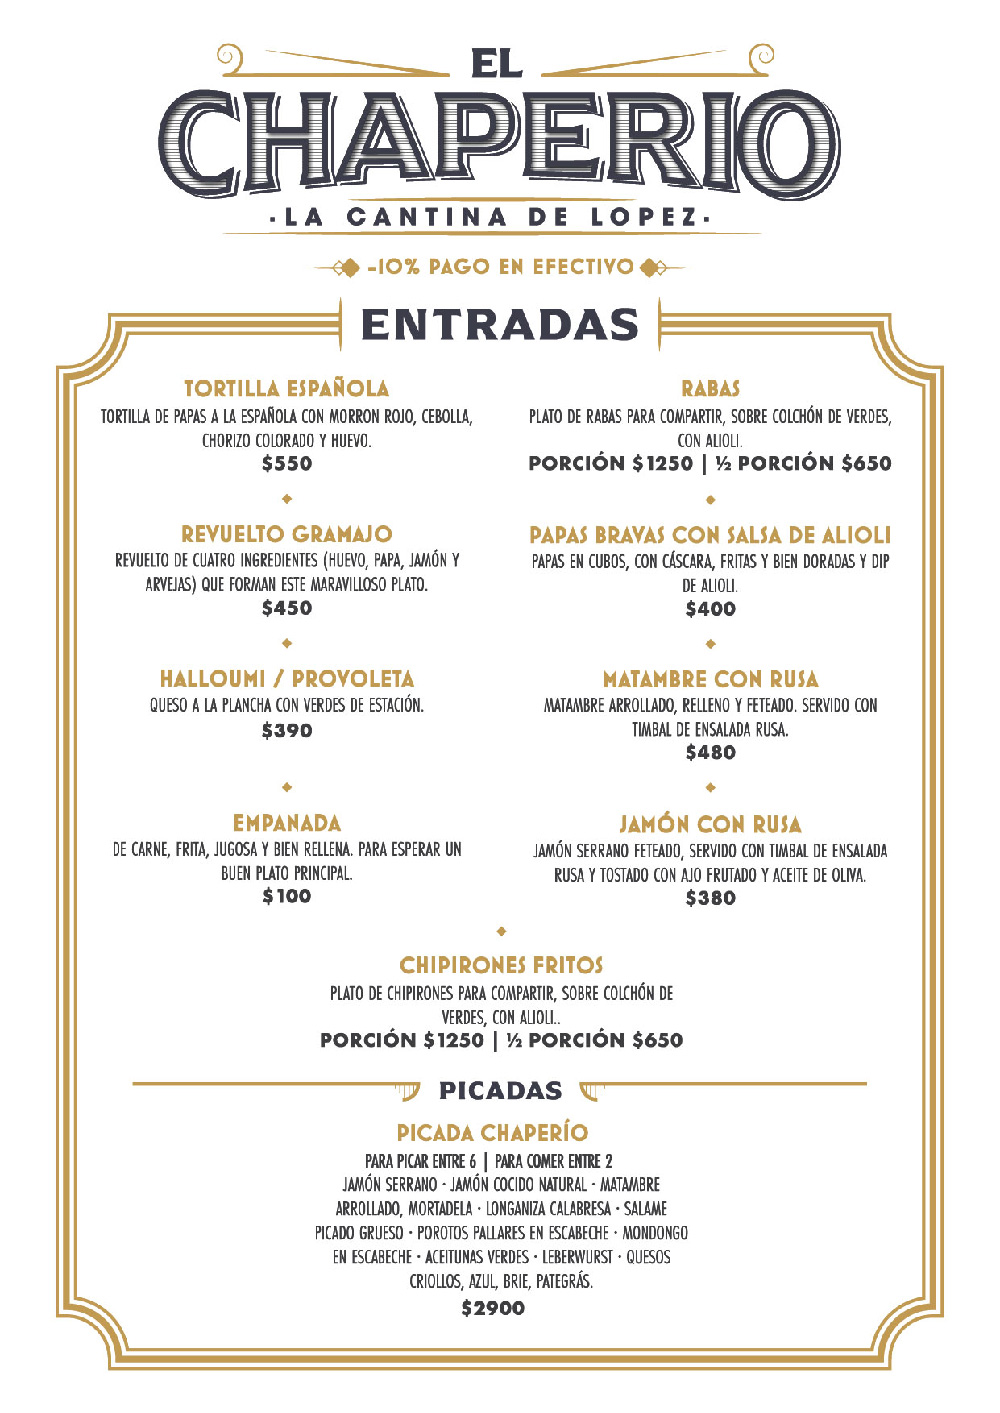 EL
CHAPERIO
·LA CANTINA DE LOPEZ·
-10% PAGO EN EFECTIVO
ENTRADAS
TORTILLA ESPAÑOLA
TORTILLA DE PAPAS A LA ESPAÑOLA CON MORRON ROJO, CEBOLLA,
CHORIZO COLORADO Y HUEVO.
$550
REVUELTO GRAMAJO
REVUELTO DE CUATRO INGREDIENTES (HUEVO, PAPA, JAMÓN Y
ARVEJAS) QUE FORMAN ESTE MARAVILLOSO PLATO.
$450
HALLOUMI / PROVOLETA
QUESO A LA PLANCHA CON VERDES DE ESTACIÓN.
$390
EMPANADA
DE CARNE, FRITA, JUGOSA Y BIEN RELLENA. PARA ESPERAR UN
BUEN PLATO PRINCIPAL.
$100
RABAS
PLATO DE RABAS PARA COMPARTIR, SOBRE COLCHÓN DE VERDES,
CON ALIOLI.
PORCIÓN $1250 | ½ PORCIÓN $650
PAPAS BRAVAS CON SALSA DE ALIOLI
PAPAS EN CUBOS, CON CÁSCARA, FRITAS Y BIEN DORADAS Y DIP
DE ALIOLI.
$400
MATAMBRE CON RUSA
MATAMBRE ARROLLADO, RELLENO Y FETEADO. SERVIDO CON
TIMBAL DE ENSALADA RUSA.
$480
JAMÓN CON RUSA
JAMÓN SERRANO FETEADO, SERVIDO CON TIMBAL DE ENSALADA
RUSA Y TOSTADO CON AJO FRUTADO Y ACEITE DE OLIVA.
$380
CHIPIRONES FRITOS
PLATO DE CHIPIRONES PARA COMPARTIR, SOBRE COLCHÓN DE
VERDES, CON ALIOLI..
PORCIÓN $1250 | ½ PORCIÓN $650
PICADAS
PICADA CHAPERÍO
PARA PICAR ENTRE 6 | PARA COMER ENTRE 2
JAMÓN SERRANO · JAMÓN COCIDO NATURAL · MATAMBRE
ARROLLADO, MORTADELA · LONGANIZA CALABRESA · SALAME
PICADO GRUESO · POROTOS PALLARES EN ESCABECHE · MONDONGO
EN ESCABECHE · ACEITUNAS VERDES · LEBERWURST · QUESOS
CRIOLLOS, AZUL, BRIE, PATEGRÁS.
$2900